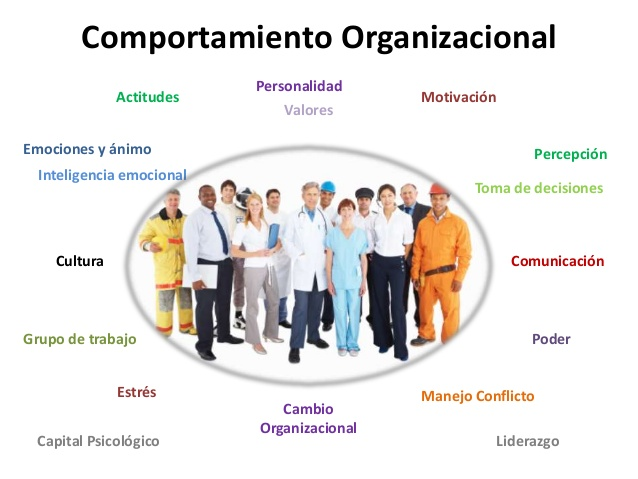 Comportamiento Organizacional
Personalidad
Actitudes
Motivación
Valores
Emociones y ánimo
Percepción
Inteligencia emocional
Toma de decisiones
Cultura
Comunicación
Grupo de trabajo
Poder
Estrés
Manejo Conflicto
Cambio
Organizacional
Capital Psicológico
Liderazgo